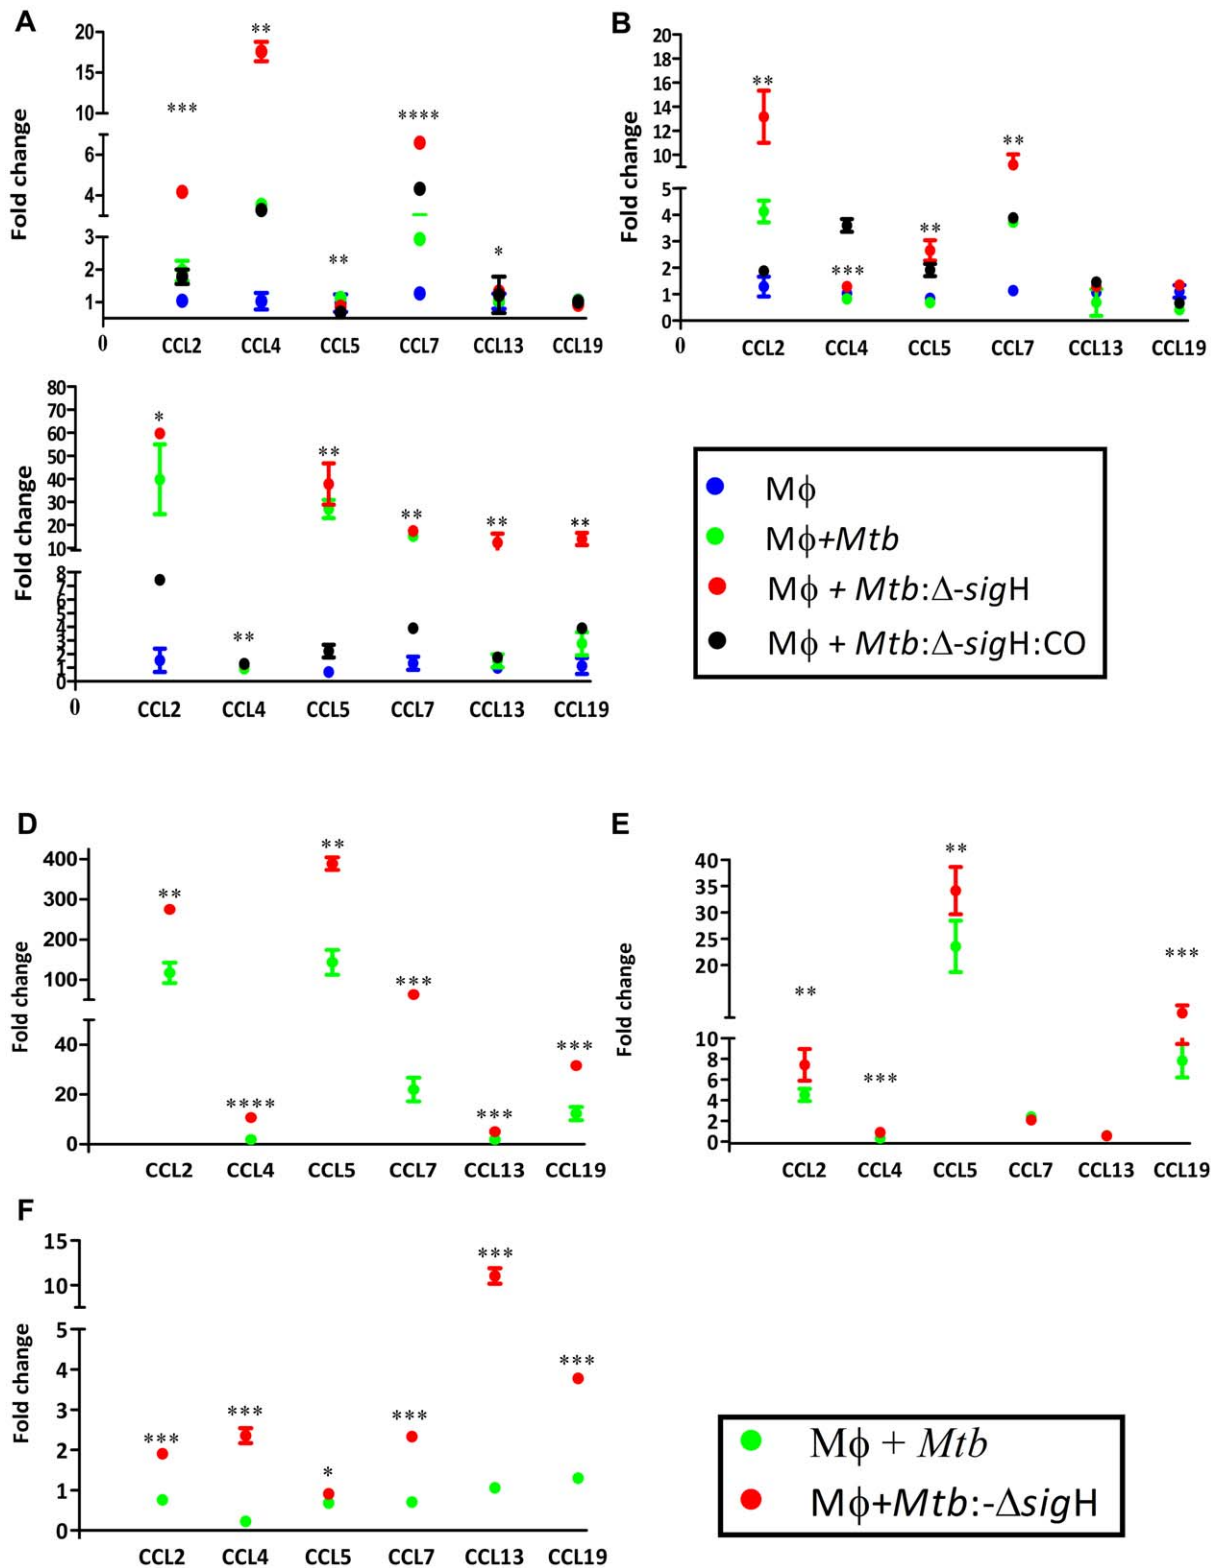 A
Fold change
20
15
10
6
4
3
2
1
0
*** ** ** **** *
CCL2 CCL4 CCL5 CCL7 CCL13 CCL19
B
Fold change
20
18
16
14
12
10
5
4
3
2
1
0
0
** *** ** **
CCL2 CCL4 CCL5 CCL7 CCL13 CCL19
Fold change
80
70
60
50
40
30
20
10
8
7
6
5
4
3
2
1
0
0
* ** ** ** ** **
CCL2 CCL4 CCL5 CCL7 CCL13 CCL19
Mϕ
Mϕ+Mtb
Mϕ + Mtb:Δ-sigH
Mϕ + Mtb:Δ-sigH:CO
D
Fold change
400
300
200
100
40
20
0
** **** ** *** *** ***
CCL2 CCL4 CCL5 CCL7 CCL13 CCL19
E
Fold change
40
35
30
25
20
10
8
6
4
2
0
** *** ** ***
CCL2 CCL4 CCL5 CCL7 CCL13 CCL19
F
Fold change
15
10
5
4
3
2
1
0
*** *** * *** *** ***
CCL2 CCL4 CCL5 CCL7 CCL13 CCL19
Mϕ + Mtb
Mϕ+Mtb:-ΔsigH